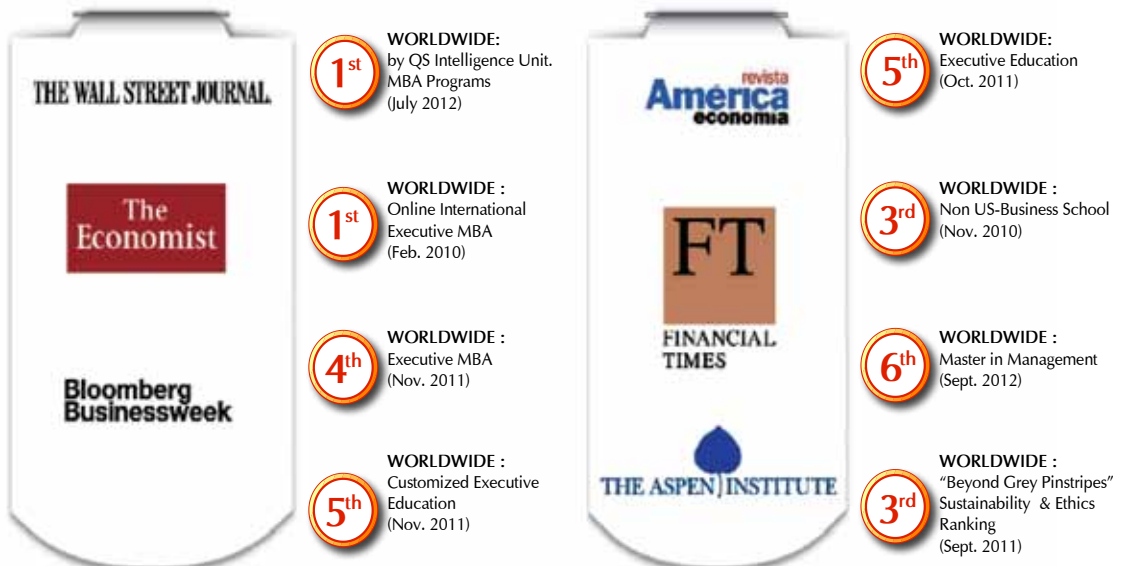 THE WALL STREET JOURNAL.
1st
WORLDWIDE:
by QS Intelligence Unit.
MBA Programs
(July 2012)
The
Economist
1st
WORLDWIDE :
Online International
Executive MBA
(Feb. 2010)
4th
WORLDWIDE :
Executive MBA
(Nov. 2011)
Bloomberg
Businessweek
5th
WORLDWIDE :
Customized Executive
Education
(Nov. 2011)
revista
América
economia
5th
WORLDWIDE:
Executive Education
(Oct. 2011)
FT
FINANCIAL
TIMES
3rd
WORLDWIDE :
Non US-Business School
(Nov. 2010)
6th
WORLDWIDE :
Master in Management
(Sept. 2012)
THE ASPEN INSTITUTE
3rd
WORLDWIDE :
“Beyond Grey Pinstripes”
Sustainability & Ethics
Ranking
(Sept. 2011)